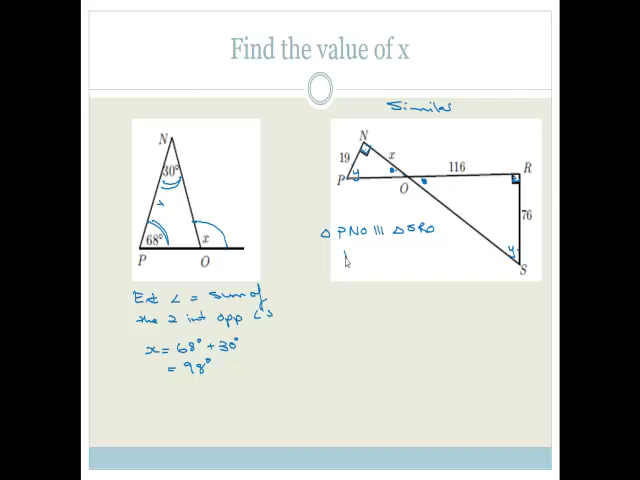 Find the value of x
Similar
N
30°
68°
x
P
O
N
19
x
116
R
P
y
O
76
y
S
Δ PNO ||| Δ SRO
Ext ∠ = sum of
the 2 int opp ∠'s
x = 68° + 30°
= 98°